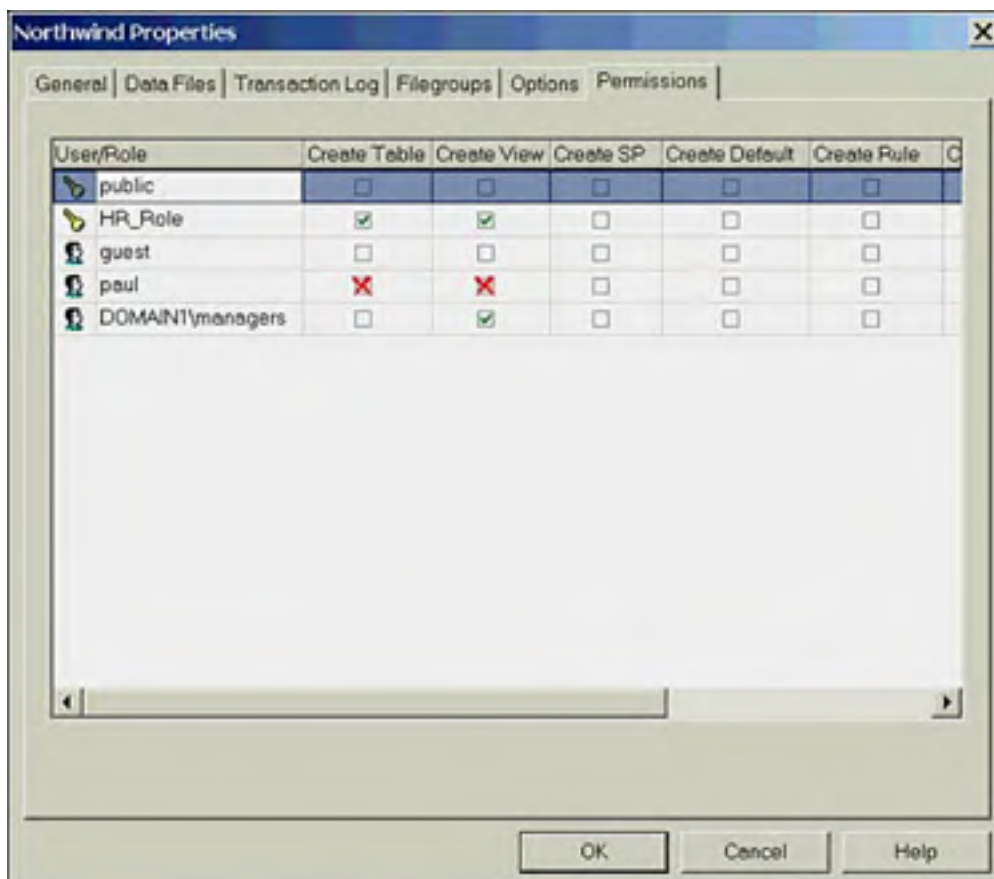 Northwind Properties
General Data Files Transaction Log Filegroups Options Permissions
User/Role Create Table Create View Create SP Create Default Create Rule C
public
HR_Role
guest
paul
DOMAIN1\managers
OK Cancel Help